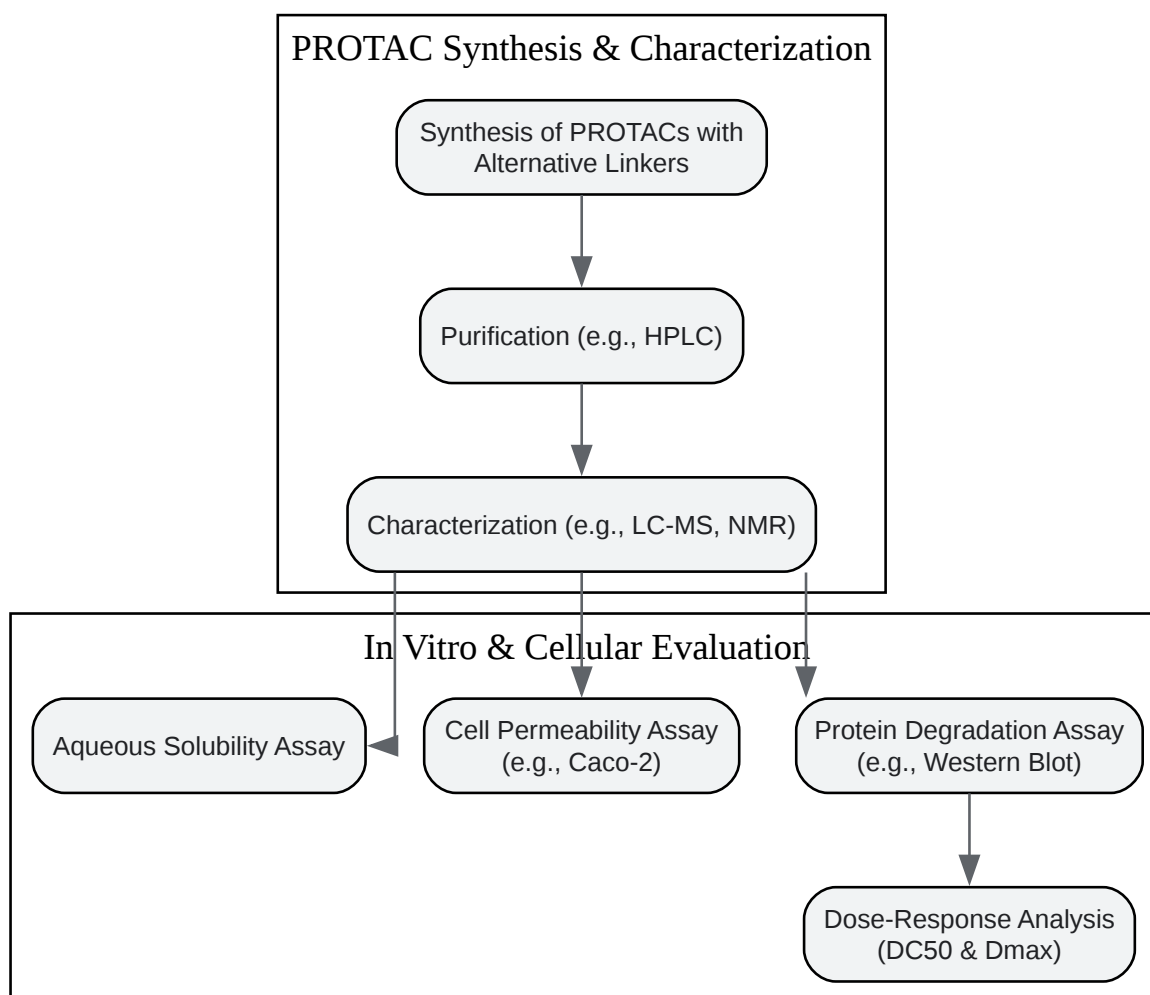 PROTAC Synthesis & Characterization
Synthesis of PROTACs with
Alternative Linkers
Purification (e.g., HPLC)
Characterization (e.g., LC-MS, NMR)
In Vitro & Cellular Evaluation
Aqueous Solubility Assay
Cell Permeability Assay
(e.g., Caco-2)
Protein Degradation Assay
(e.g., Western Blot)
Dose-Response Analysis
(DC50 & Dmax)